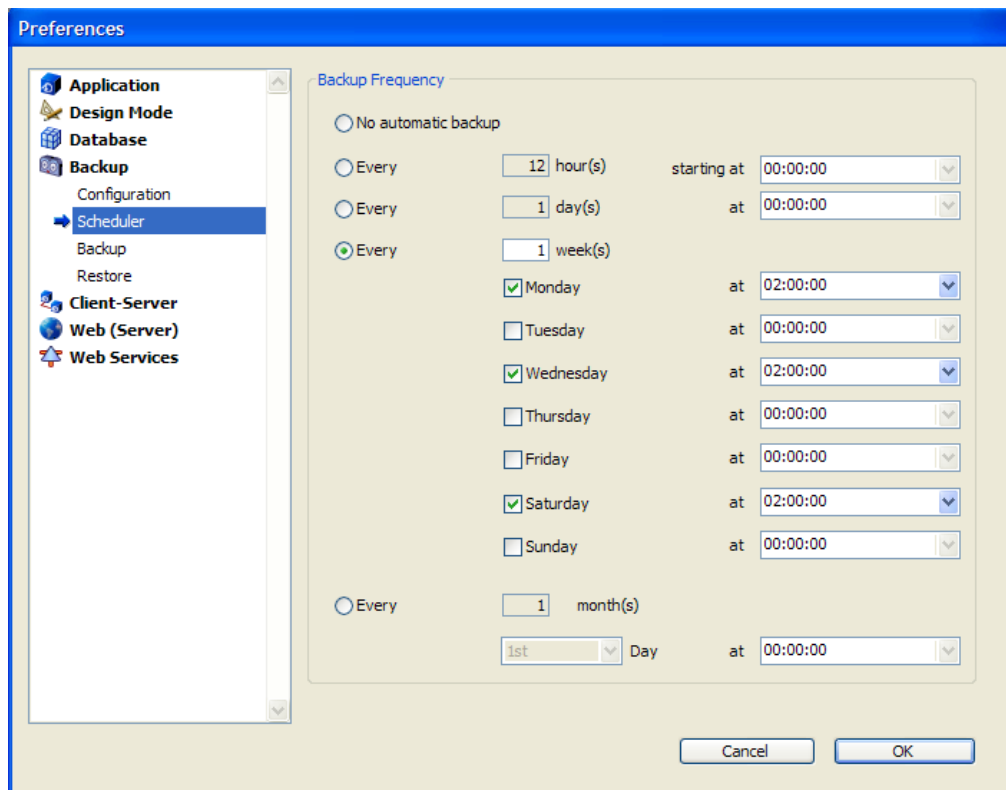 Preferences
Application
Design Mode
Database
Backup
Configuration
Scheduler
Backup
Restore
Client-Server
Web (Server)
Web Services
Backup Frequency
No automatic backup
Every 12 hour(s) starting at 00:00:00
Every 1 day(s) at 00:00:00
Every 1 week(s)
Monday at 02:00:00
Tuesday at 00:00:00
Wednesday at 02:00:00
Thursday at 00:00:00
Friday at 00:00:00
Saturday at 02:00:00
Sunday at 00:00:00
Every 1 month(s)
1st Day at 00:00:00
Cancel OK